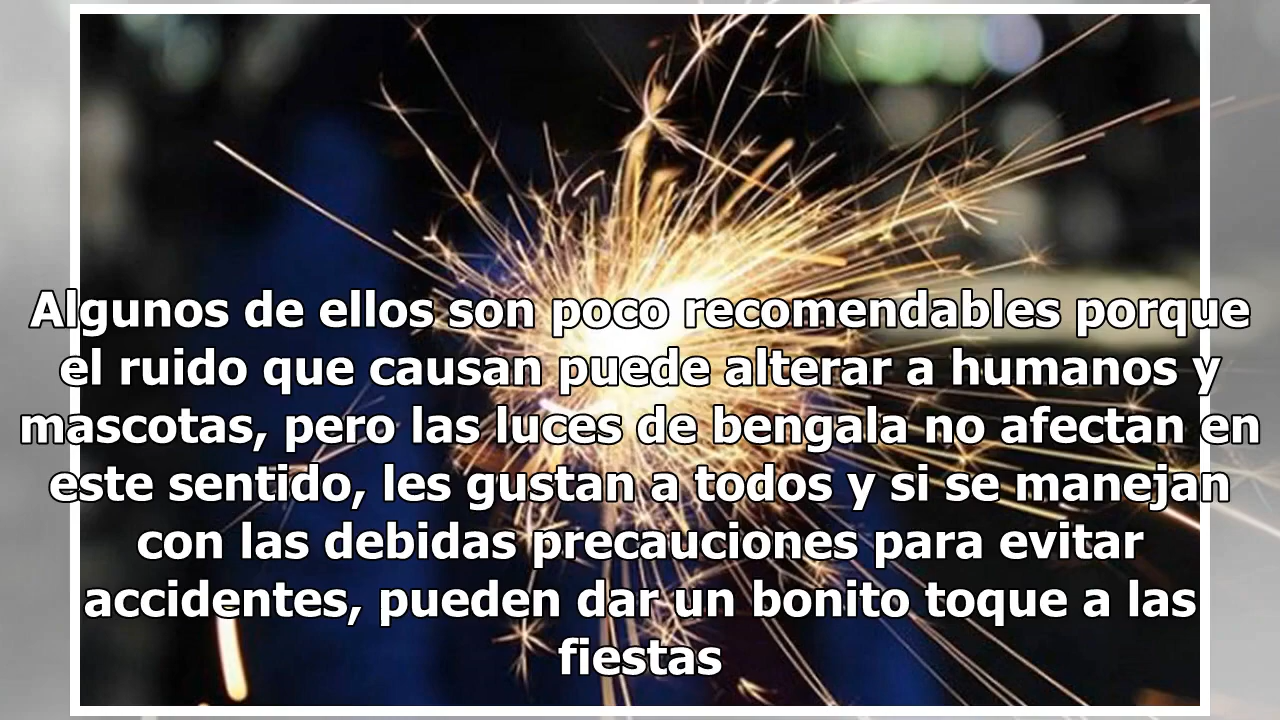 Algunos de ellos son poco recomendables porque
el ruido que causan puede alterar a humanos y
mascotas, pero las luces de bengala no afectan en
este sentido, les gustan a todos y si se manejan
con las debidas precauciones para evitar
accidentes, pueden dar un bonito toque a las
fiestas